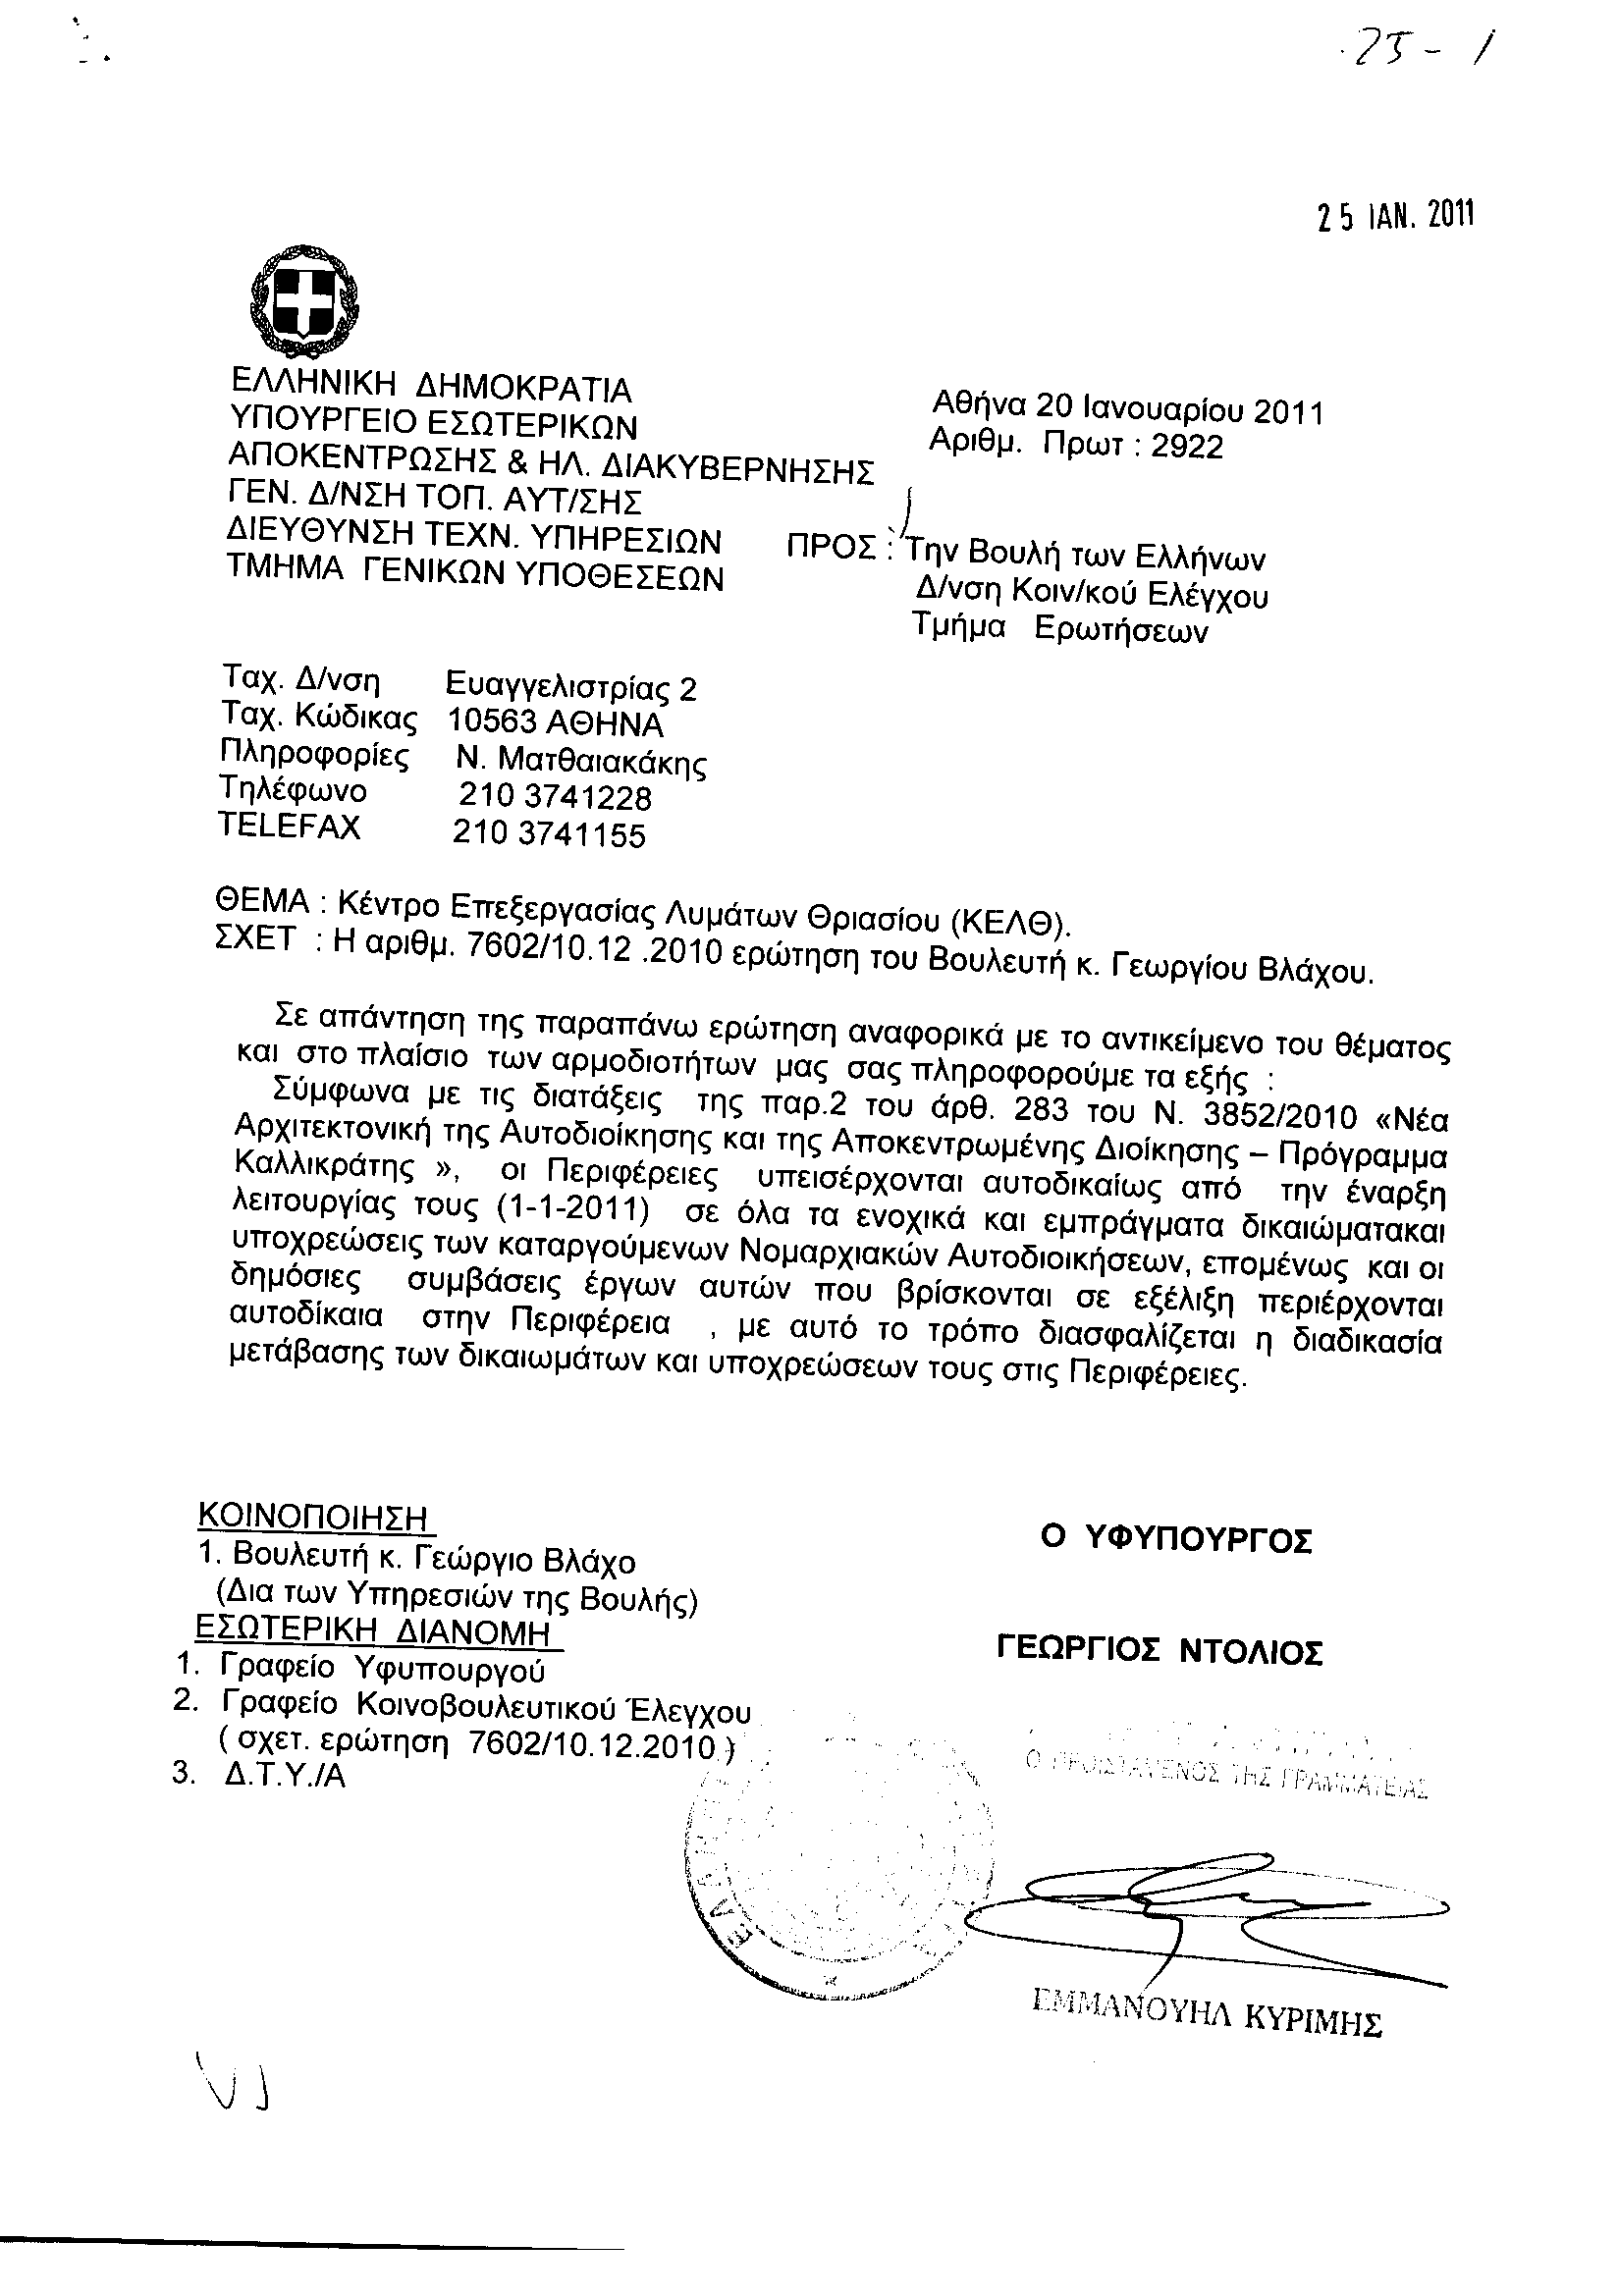 25 - 1
25 ΙΑΝ. 2011
ΕΛΛΗΝΙΚΗ ΔΗΜΟΚΡΑΤΙΑ
ΥΠΟΥΡΓΕΙΟ ΕΣΩΤΕΡΙΚΩΝ
ΑΠΟΚΕΝΤΡΩΣΗΣ & ΗΛ. ΔΙΑΚΥΒΕΡΝΗΣΗΣ
ΓΕΝ. Δ/ΝΣΗ ΤΟΠ. ΑΥΤ/ΣΗΣ
ΔΙΕΥΘΥΝΣΗ ΤΕΧΝ. ΥΠΗΡΕΣΙΩΝ
ΤΜΗΜΑ ΓΕΝΙΚΩΝ ΥΠΟΘΕΣΕΩΝ
Αθήνα 20 Ιανουαρίου 2011
Αριθμ. Πρωτ : 2922
ΠΡΟΣ : Την Βουλή των Ελλήνων
Δ/νση Κοιν/κού Ελέγχου
Τμήμα Ερωτήσεων
Ταχ. Δ/νση Ευαγγελιστρίας 2
Ταχ. Κώδικας 10563 ΑΘΗΝΑ
Πληροφορίες Ν. Ματθαιακάκης
Τηλέφωνο 210 3741228
TELEFAX 210 3741155
ΘΕΜΑ : Κέντρο Επεξεργασίας Λυμάτων Θριασίου (ΚΕΛΘ).
ΣΧΕΤ : Η αριθμ. 7602/10.12 .2010 ερώτηση του Βουλευτή κ. Γεωργίου Βλάχου.
Σε απάντηση της παραπάνω ερώτηση αναφορικά με το αντικείμενο του θέματος
και στο πλαίσιο των αρμοδιοτήτων μας σας πληροφορούμε τα εξής :
Σύμφωνα με τις διατάξεις της παρ.2 του άρθ. 283 του Ν. 3852/2010 «Νέα
Αρχιτεκτονική της Αυτοδιοίκησης και της Αποκεντρωμένης Διοίκησης – Πρόγραμμα
Καλλικράτης », οι Περιφέρειες υπεισέρχονται αυτοδικαίως από την έναρξη
λειτουργίας τους (1-1-2011) σε όλα τα ενοχικά και εμπράγματα δικαιώματακαι
υποχρεώσεις των καταργούμενων Νομαρχιακών Αυτοδιοικήσεων, επομένως και οι
δημόσιες συμβάσεις έργων αυτών που βρίσκονται σε εξέλιξη περιέρχονται
αυτοδίκαια στην Περιφέρεια , με αυτό το τρόπο διασφαλίζεται η διαδικασία
μετάβασης των δικαιωμάτων και υποχρεώσεων τους στις Περιφέρειες.
ΚΟΙΝΟΠΟΙΗΣΗ
1. Βουλευτή κ. Γεώργιο Βλάχο
(Δια των Υπηρεσιών της Βουλής)
ΕΣΩΤΕΡΙΚΗ ΔΙΑΝΟΜΗ
1. Γραφείο Υφυπουργού
2. Γραφείο Κοινοβουλευτικού Έλεγχου
( σχετ. ερώτηση 7602/10.12.2010 )
3. Δ.Τ.Υ./Α
Ο ΥΦΥΠΟΥΡΓΟΣ
ΓΕΩΡΓΙΟΣ ΝΤΟΛΙΟΣ
Ο ΠΡΟΙΣΤΑΜΕΝΟΣ ΤΗΣ ΓΡΑΜΜΑΤΕΙΑΣ
ΕΜΜΑΝΟΥΗΛ ΚΥΡΙΜΗΣ